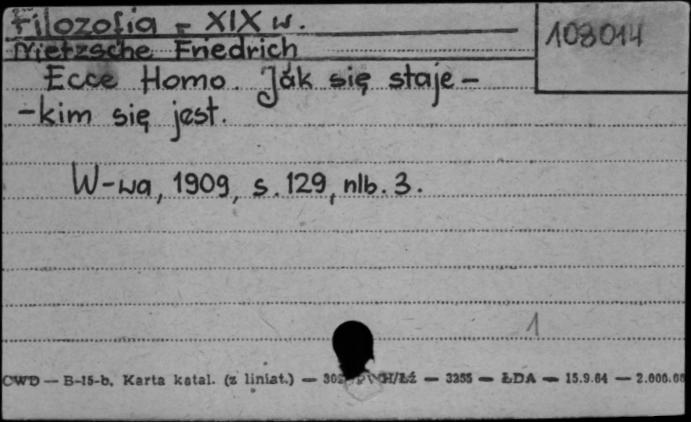 Filozofia - XIX w.
108014
Nietzsche Friedrich
Ecce Homo. Jak się staje -
- kim się jest.
W-wa, 1909, s. 129, nlb. 3.
1
CWD — B-15-b. Karta katal. (z liniat.) — H/Łź — 3255 — ŁDA — 15.9.64 — 2.000.00